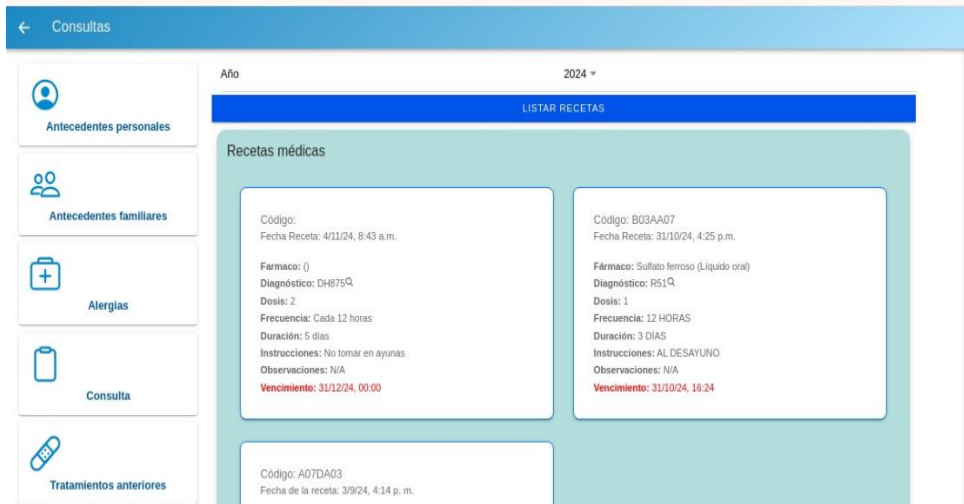 Consultas
Año
2024
LISTAR RECETAS
Antecedentes personales
Antecedentes familiares
Alergias
Consulta
Tratamientos anteriores
Recetas médicas
Código:
Fecha Receta: 4/11/24, 8:43 a.m.
Farmaco: ()
Diagnóstico: DH875
Dosis: 2
Frecuencia: Cada 12 horas
Duración: 5 días
Instrucciones: No tomar en ayunas
Observaciones: N/A
Vencimiento: 31/12/24, 00:00
Código: B03AA07
Fecha Receta: 31/10/24, 4:25 p.m.
Fármaco: Sulfato ferroso (Líquido oral)
Diagnóstico: R51
Dosis: 1
Frecuencia: 12 HORAS
Duración: 3 DÍAS
Instrucciones: AL DESAYUNO
Observaciones: N/A
Vencimiento: 31/10/24, 16:24
Código: A07DA03
Fecha de la receta: 3/9/24, 4:14 p. m.